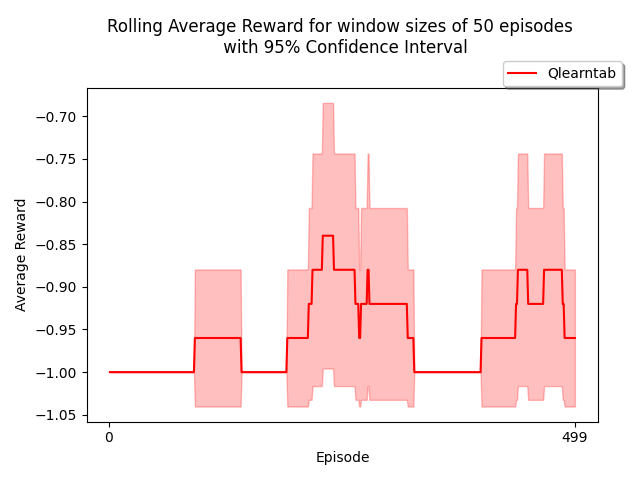 Rolling Average Reward for window sizes of 50 episodes
with 95% Confidence Interval
Qlearntab
−0.70
−0.75
−0.80
−0.85
−0.90
−0.95
−1.00
−1.05
Average Reward
0
499
Episode